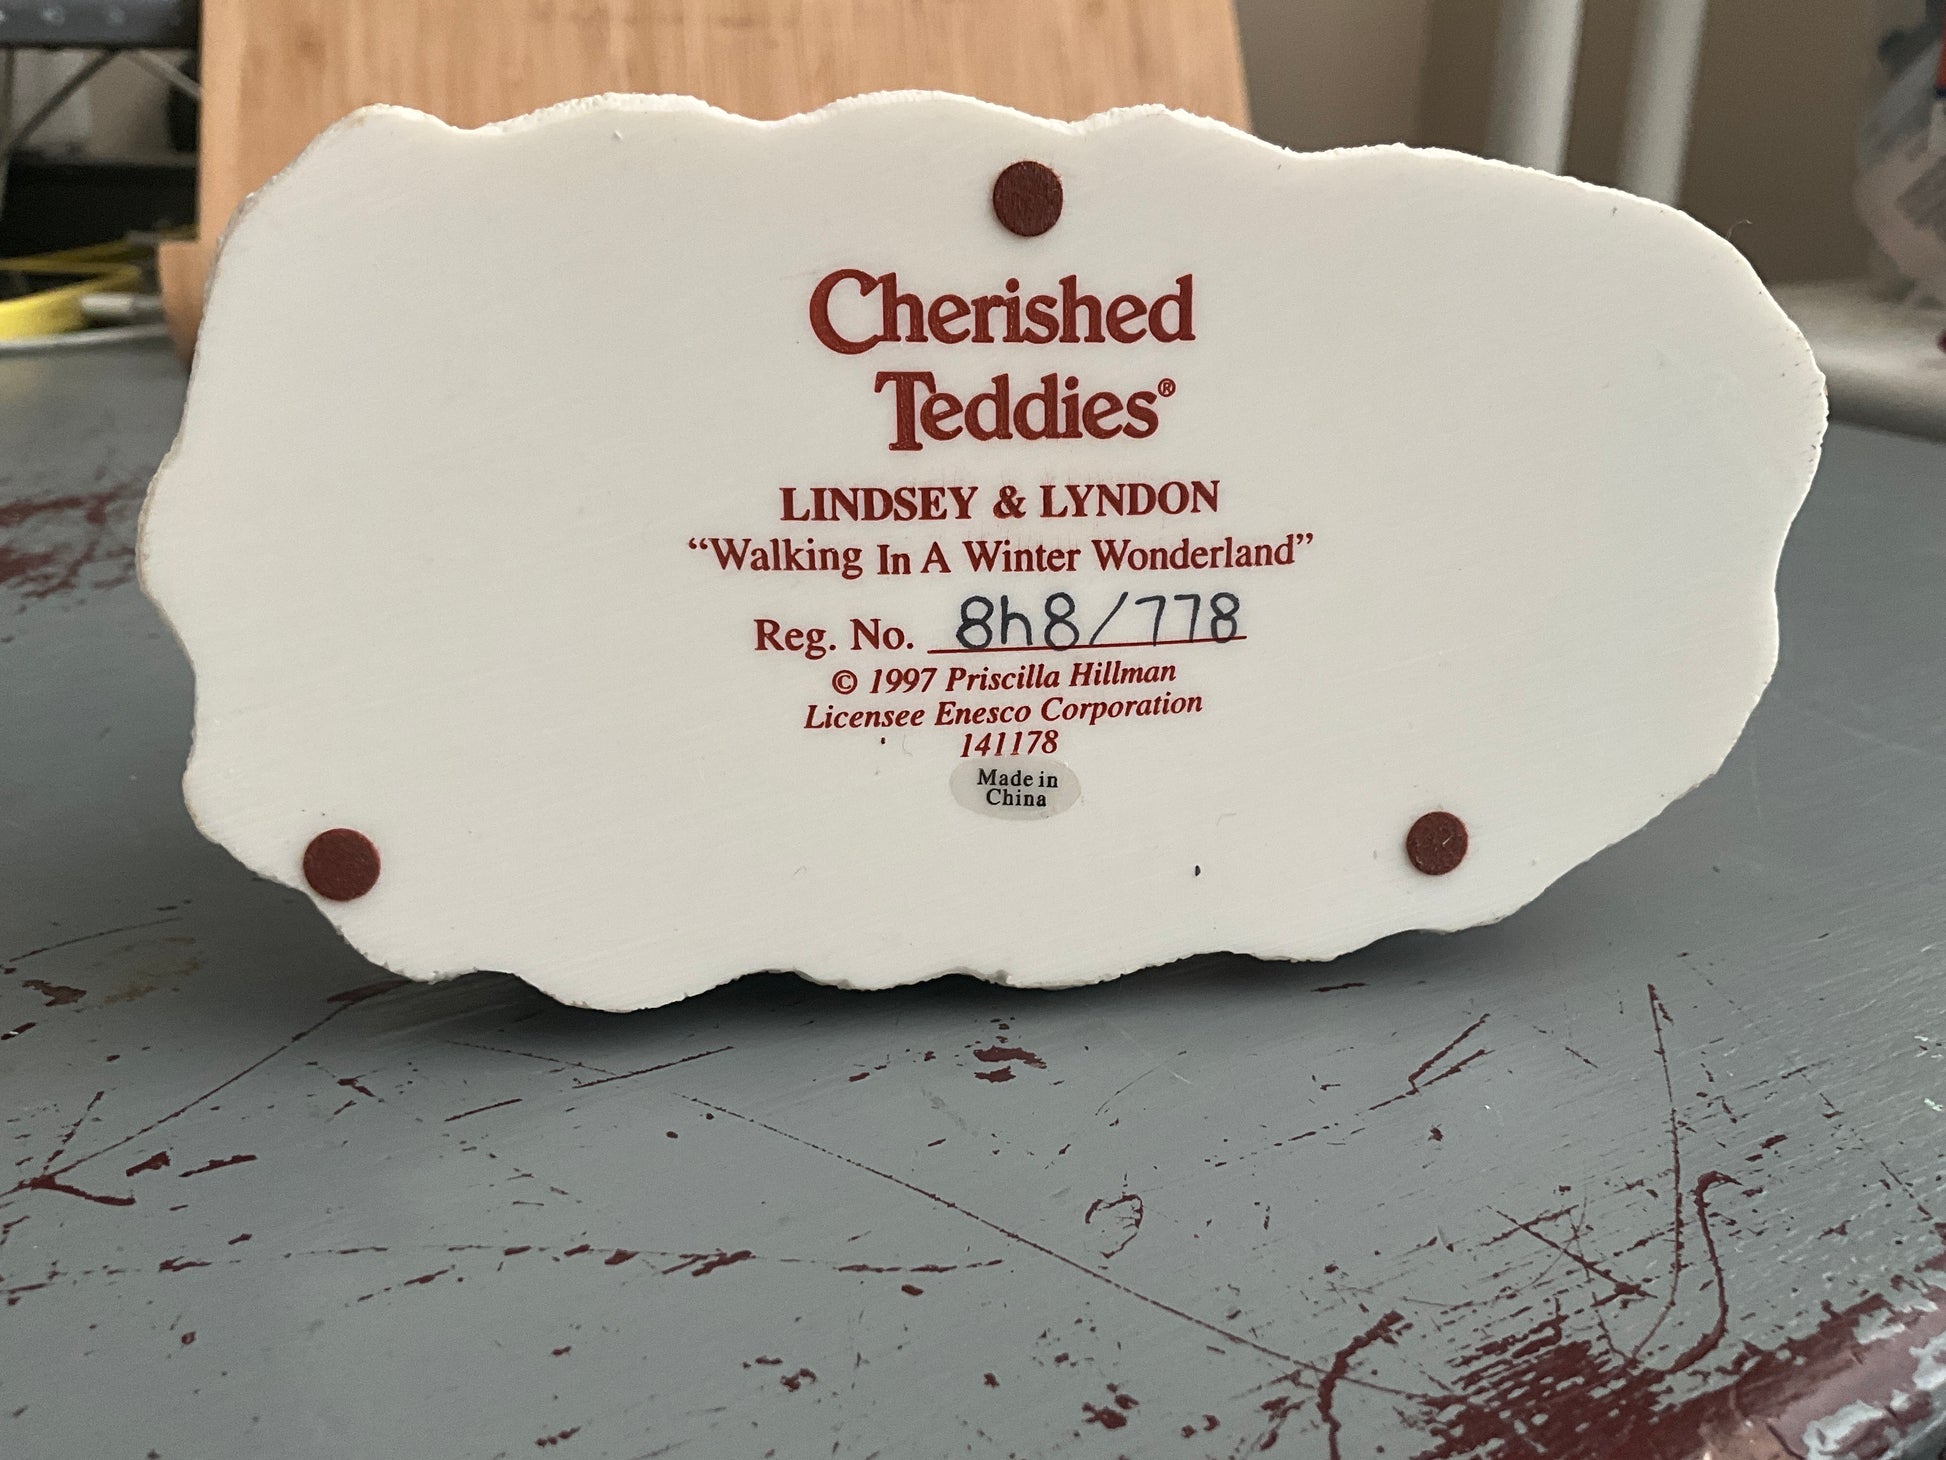 Cherished
Teddies®
LINDSEY & LYNDON
“Walking In A Winter Wonderland”
Reg. No. 8h8/778
© 1997 Priscilla Hillman
Licensee Enesco Corporation
141178
Made in
China